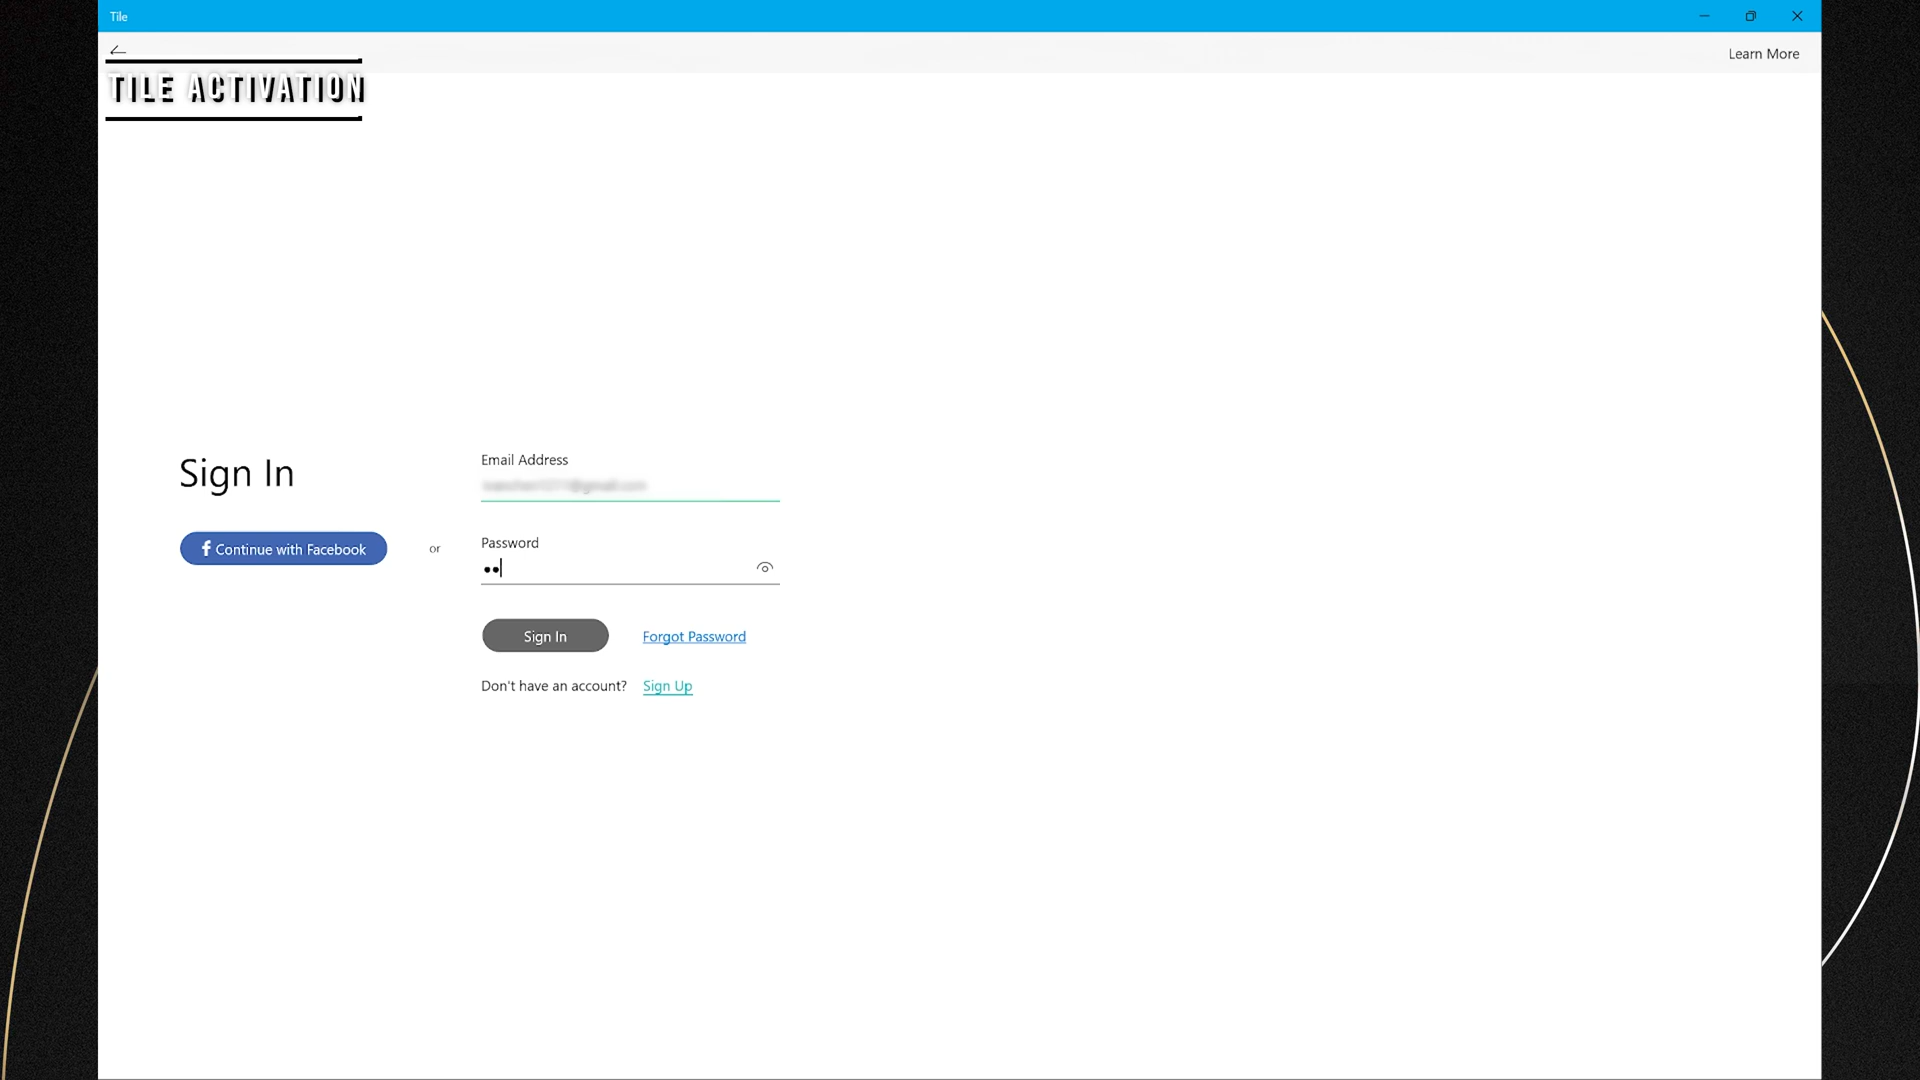 Tile
Learn More
TILE ACTIVATION
Sign In
Email Address
Continue with Facebook
or
Password
Sign In
Forgot Password
Don't have an account? Sign Up